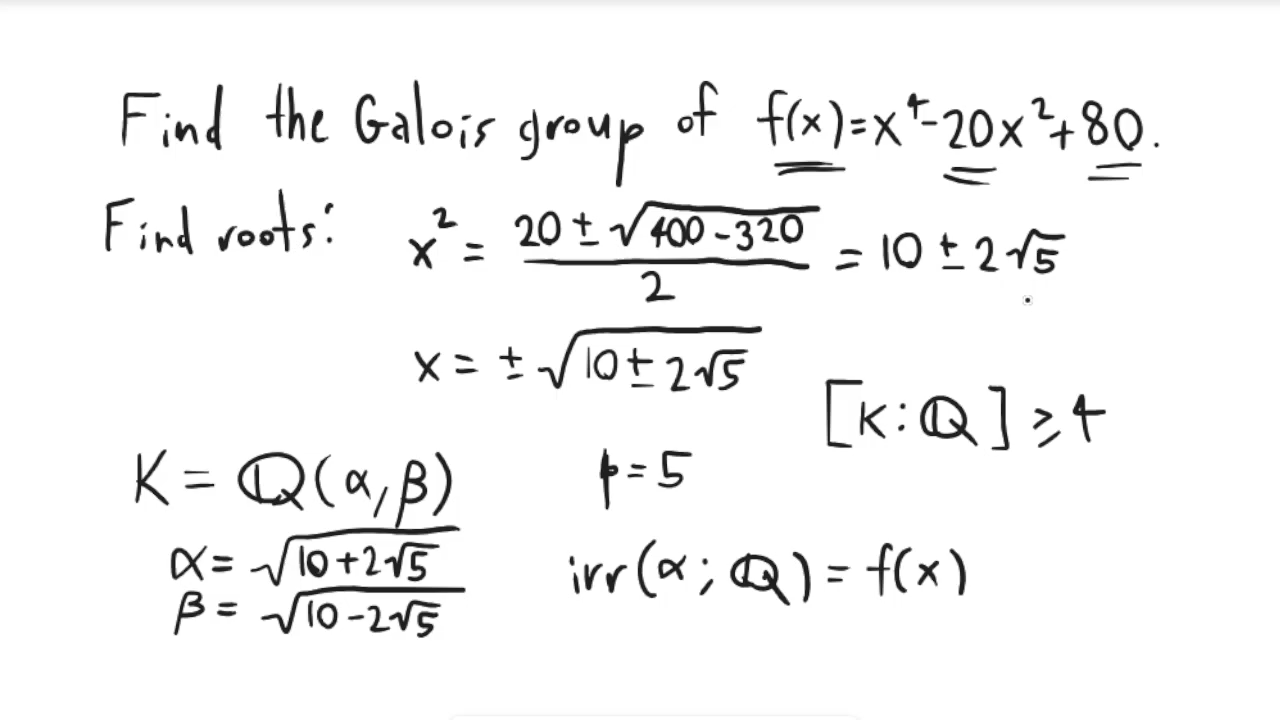 Find the Galois group of f(x)=x⁴-20x²+80.
Find roots: x² = (20 ± √(400-320))/2 = 10 ± 2√5
x = ± √(10 ± 2√5)
[K:ℚ] ≥ 4
K = ℚ(α, β)
p = 5
α = √(10+2√5)
irr(α; ℚ) = f(x)
β = √(10-2√5)